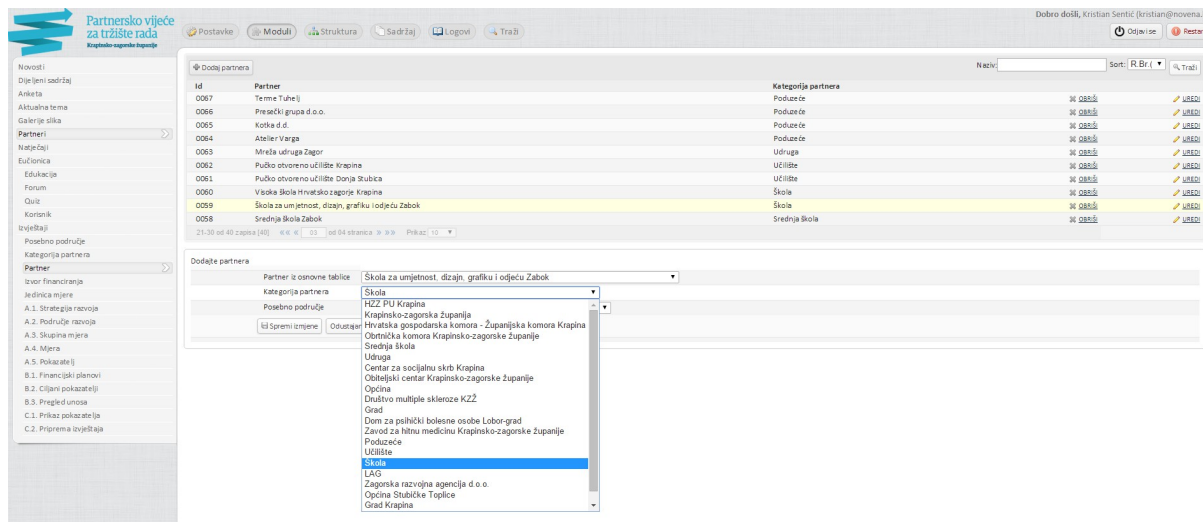 Partnersko vijeće
za tržište rada
Krapinsko-zagorske županije
Postavke Moduli Struktura Sadržaj Logovi Traži
Dobro došli, Kristian Sentić (kristian@novena.
Odjavi se Restar
Novosti
Dijeljeni sadržaj
Anketa
Aktualna tema
Galerije slika
Partneri
Natječaji
Eučionica
Edukacija
Forum
Quiz
Korisnik
Izvještaji
Posebno područje
Kategorija partnera
Partner
Izvor financiranja
Jedinica mjere
A.1. Strategija razvoja
A.2. Područje razvoja
A.3. Skupina mjera
A.4. Mjera
A.5. Pokazatelj
B.1. Financijski planovi
B.2. Ciljani pokazatelji
B.3. Pregled unosa
C.1. Prikaz pokazatelja
C.2. Priprema izvještaja
Dodaj partnera Naziv: Sort: R.Br.( Traži
Id Partner Kategorija partnera
0067 Terme Tuhelj Poduzeće OBRIŠI UREDI
0066 Presečki grupa d.o.o. Poduzeće OBRIŠI UREDI
0065 Kotka d.d. Poduzeće OBRIŠI UREDI
0064 Atelier Varga Poduzeće OBRIŠI UREDI
0063 Mreža udruga Zagor Udruga OBRIŠI UREDI
0062 Pučko otvoreno učilište Krapina Učilište OBRIŠI UREDI
0061 Pučko otvoreno učilište Donja Stubica Učilište OBRIŠI UREDI
0060 Visoka škola Hrvatsko zagorje Krapina Škola OBRIŠI UREDI
0059 Škola za umjetnost, dizajn, grafiku i odjeću Zabok Škola OBRIŠI UREDI
0058 Srednja škola Zabok Srednja škola OBRIŠI UREDI
21-30 od 40 zapisa [40] «« « 03 od 04 stranica » »» Prikaz 10
Dodajte partnera
Partner iz osnovne tablice Škola za umjetnost, dizajn, grafiku i odjeću Zabok
Kategorija partnera Škola
Posebno područje
Spremi izmjene Odustajan
HZZ PU Krapina
Krapinsko-zagorska županija
Hrvatska gospodarska komora - Županijska komora Krapina
Obrtnička komora Krapinsko-zagorske županije
Srednja škola
Udruga
Centar za socijalnu skrb Krapina
Obiteljski centar Krapinsko-zagorske županije
Općina
Društvo multiple skleroze KZŽ
Grad
Dom za psihički bolesne osobe Lobor-grad
Zavod za hitnu medicinu Krapinsko-zagorske županije
Poduzeće
Učilište
Škola
LAG
Zagorska razvojna agencija d.o.o.
Općina Stubičke Toplice
Grad Krapina